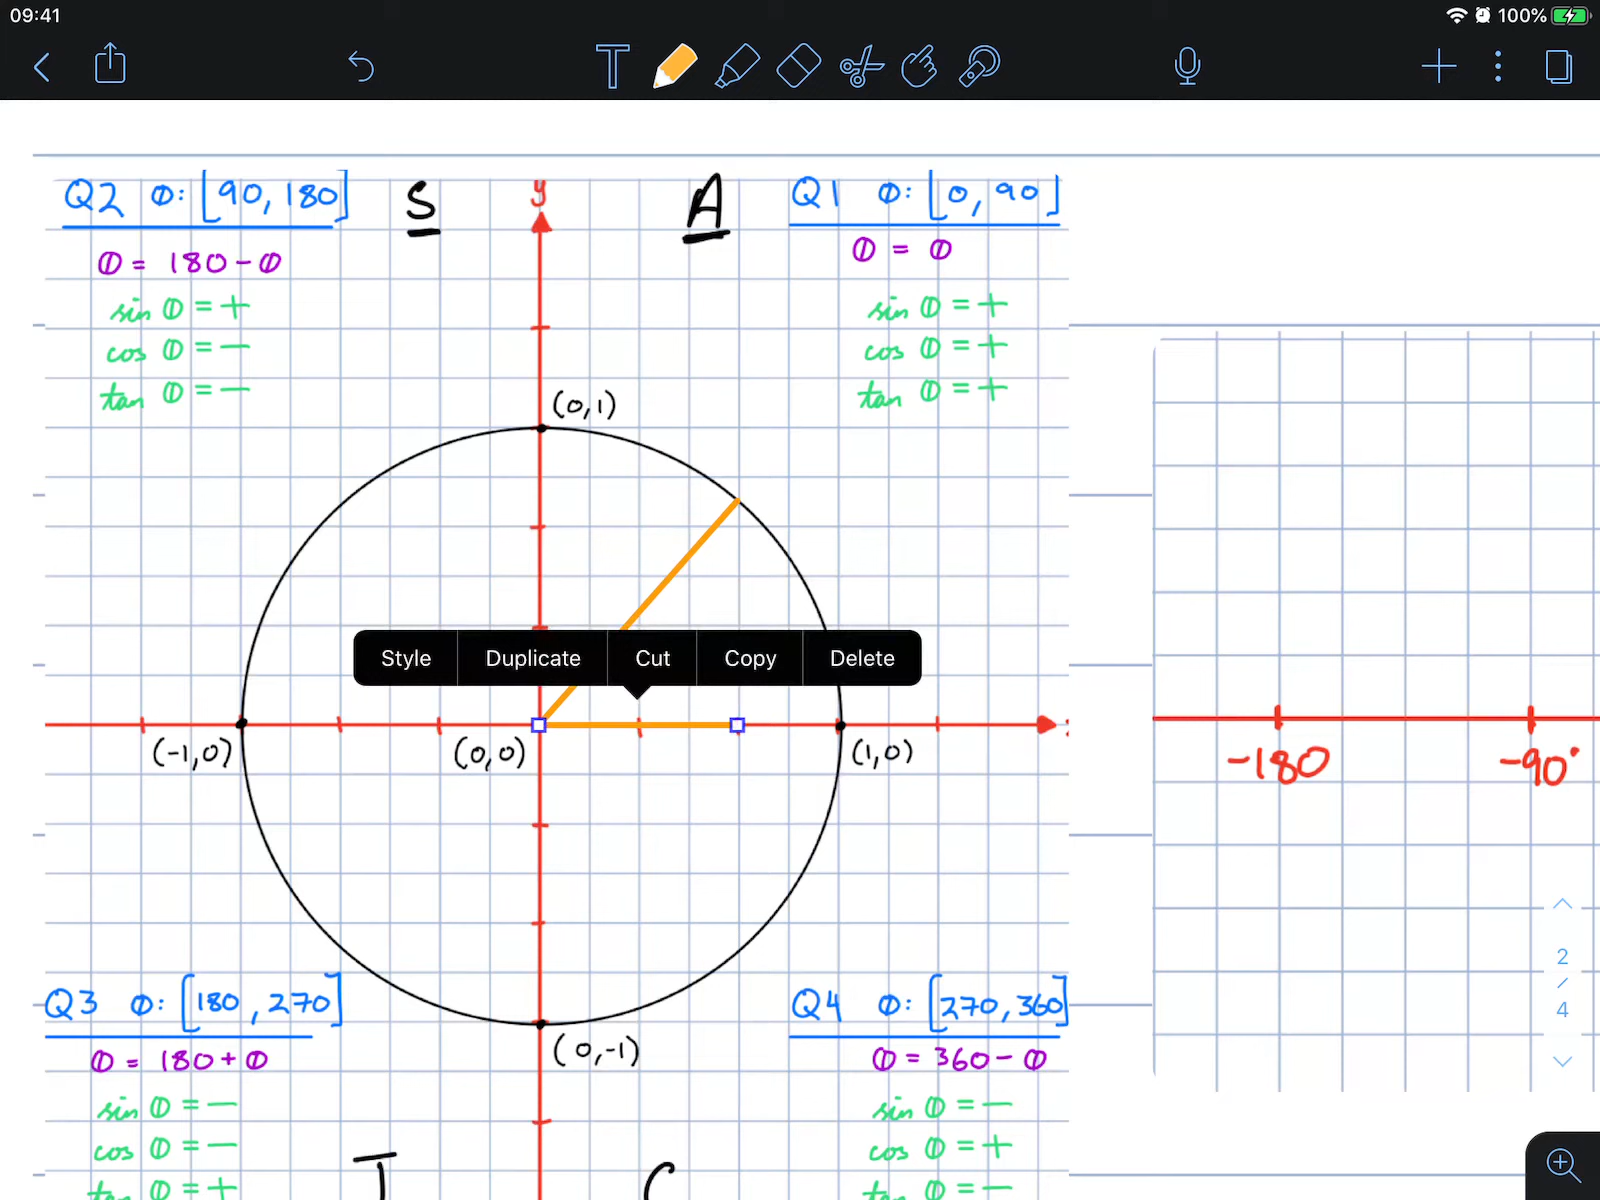 09:41
100%
Q2 θ: [90, 180]
S
y
A
Q1 θ: [0, 90]
θ = 180 - θ
θ = θ
sin θ = +
cos θ = -
tan θ = -
sin θ = +
cos θ = +
tan θ = +
(0,1)
Style
Duplicate
Cut
Copy
Delete
(-1,0)
(0,0)
(1,0)
-180
-90°
2
/
4
Q3 θ: [180, 270]
Q4 θ: [270, 360]
(0,-1)
θ = 180 + θ
θ = 360 - θ
sin θ = -
cos θ = -
tan θ = +
T
C
sin θ = -
cos θ = +
tan θ = -